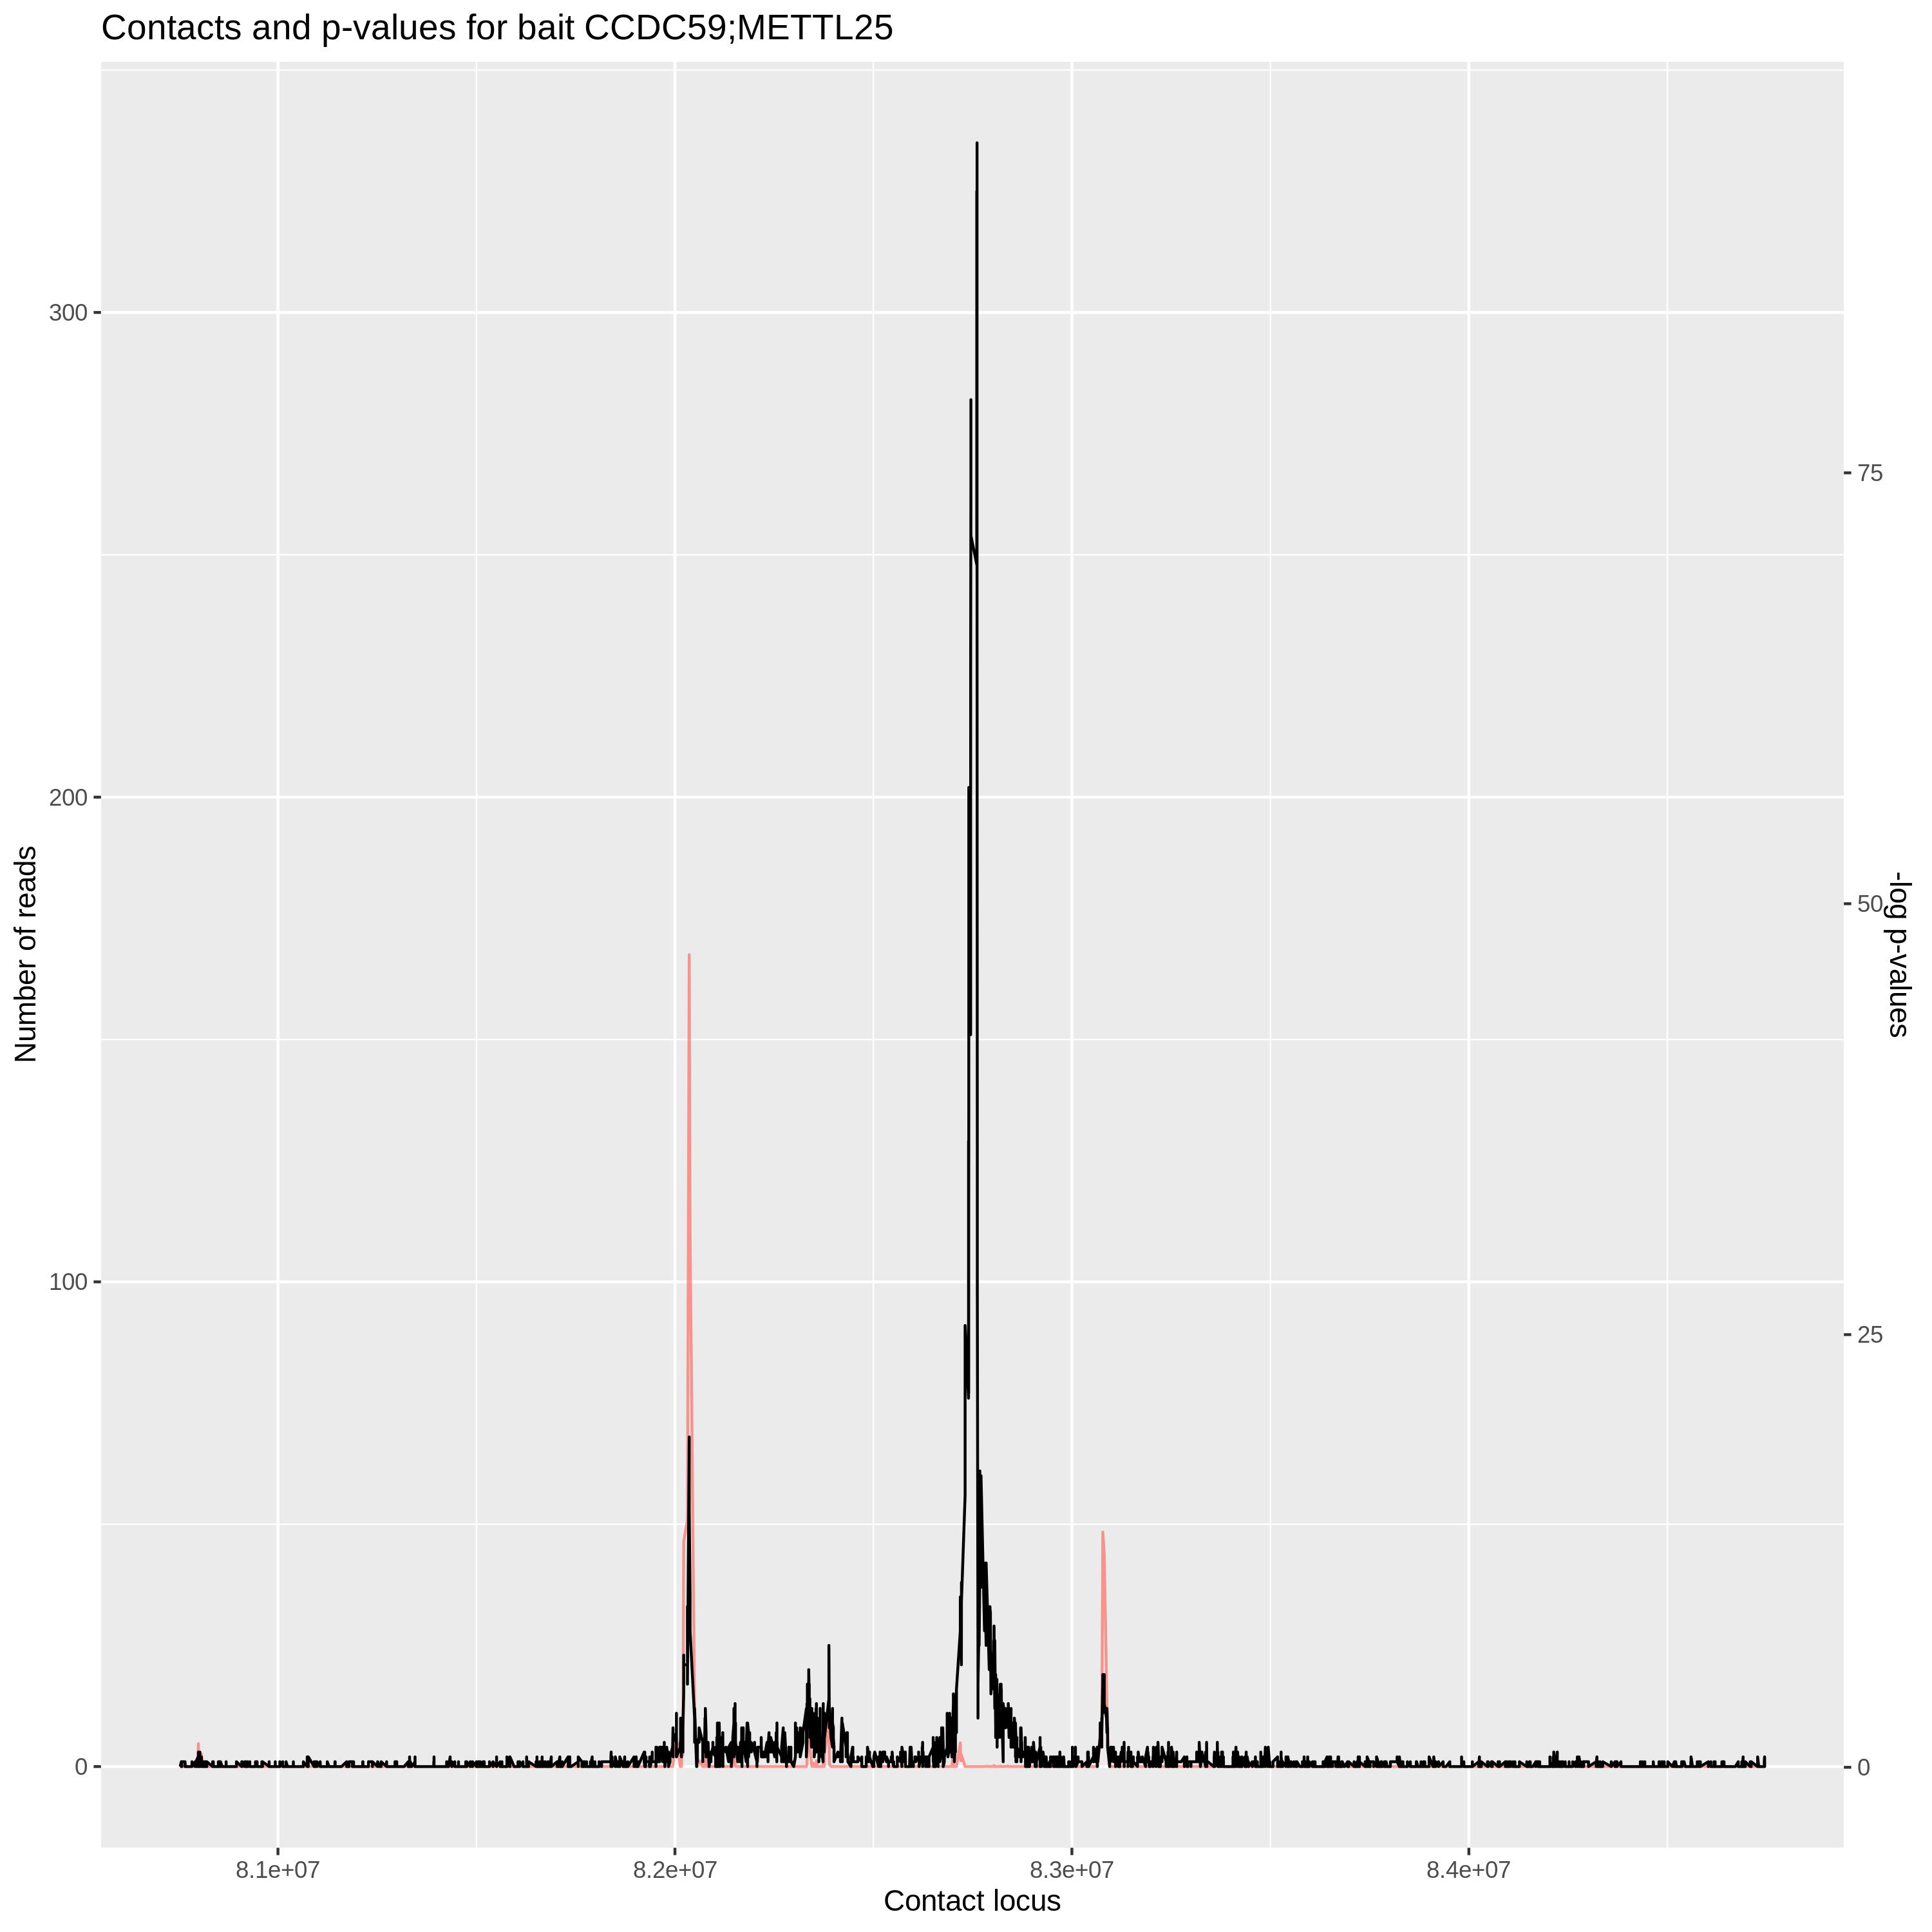 Contacts and p-values for bait CCDC59;METTL25
Number of reads
300
200
100
0
75
50
25
0
-log p-values
8.1e+07 8.2e+07 8.3e+07 8.4e+07
Contact locus